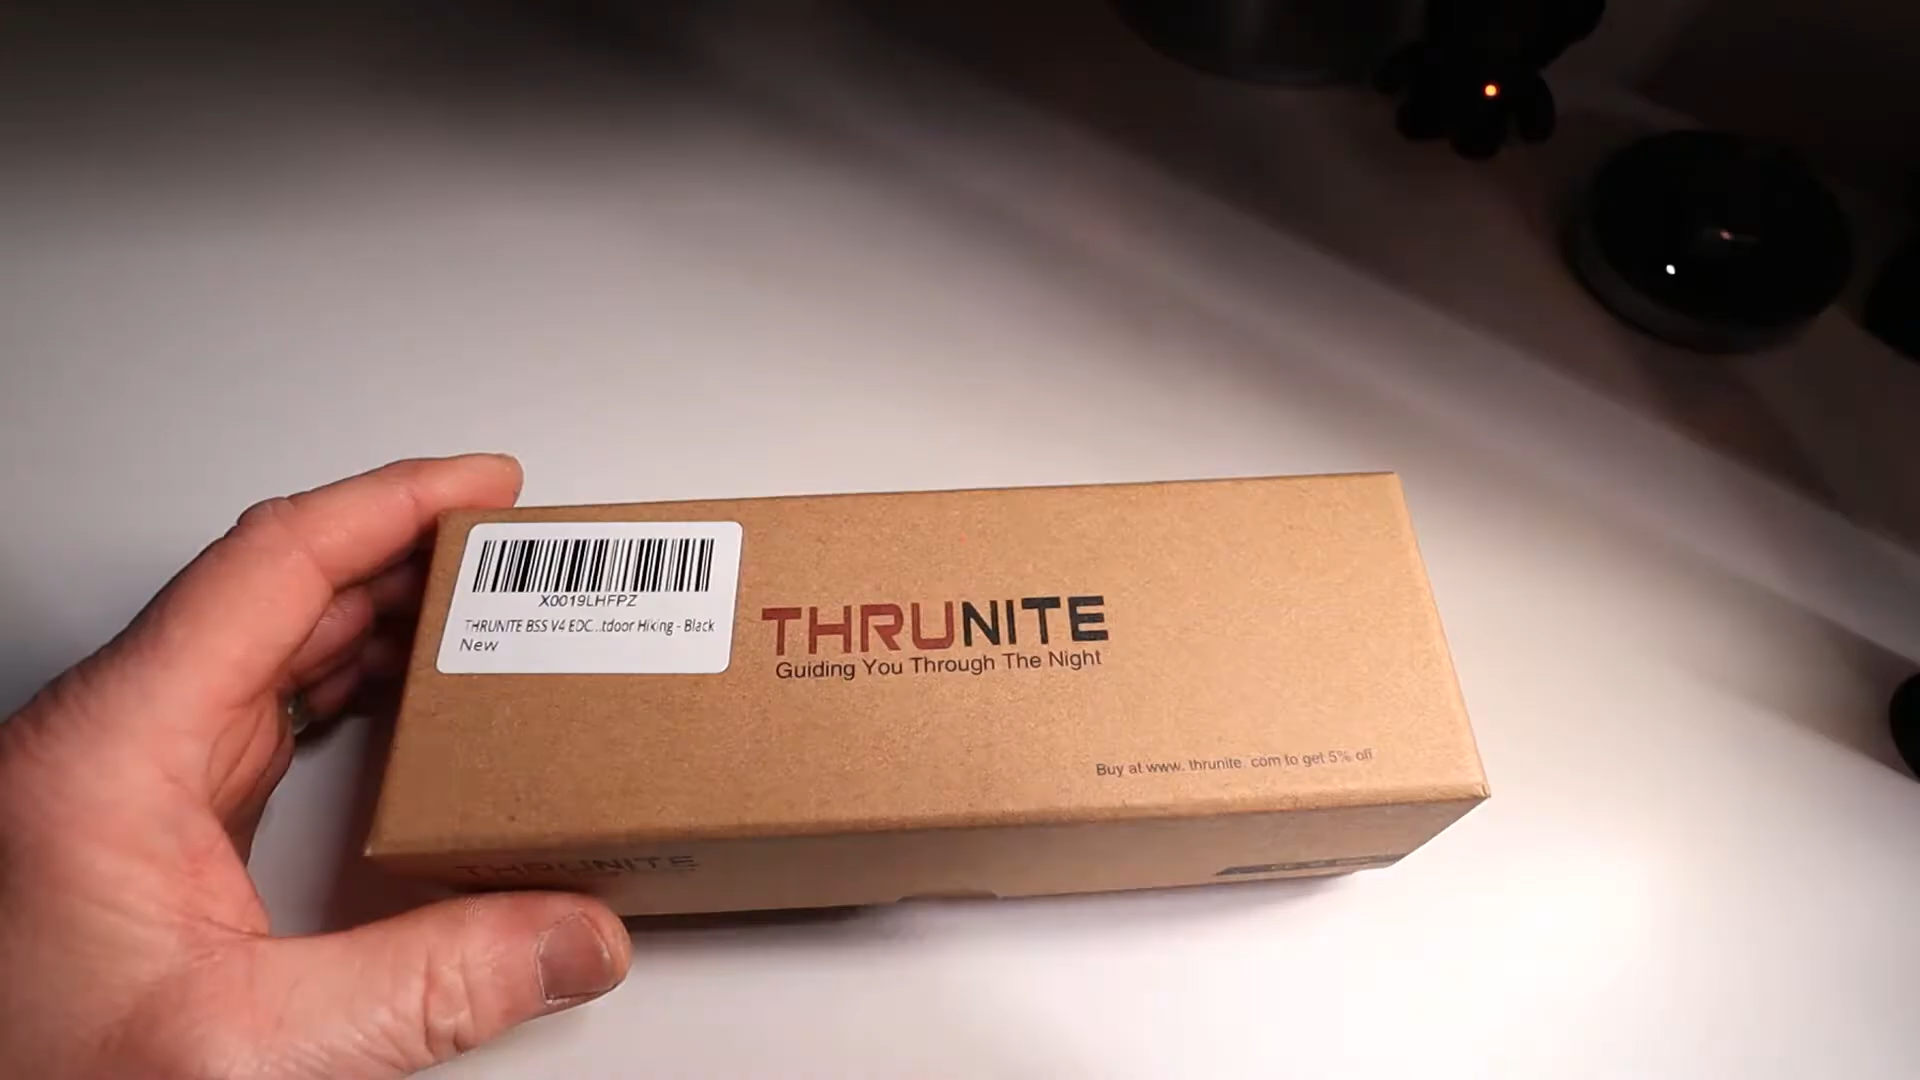 X0019LHFPZ
THRUNITE BSS V4 EDC...tdoor Hiking - Black
New
THRUNITE
Guiding You Through The Night
Buy at www. thrunite. com to get 5% off
THRUNITE